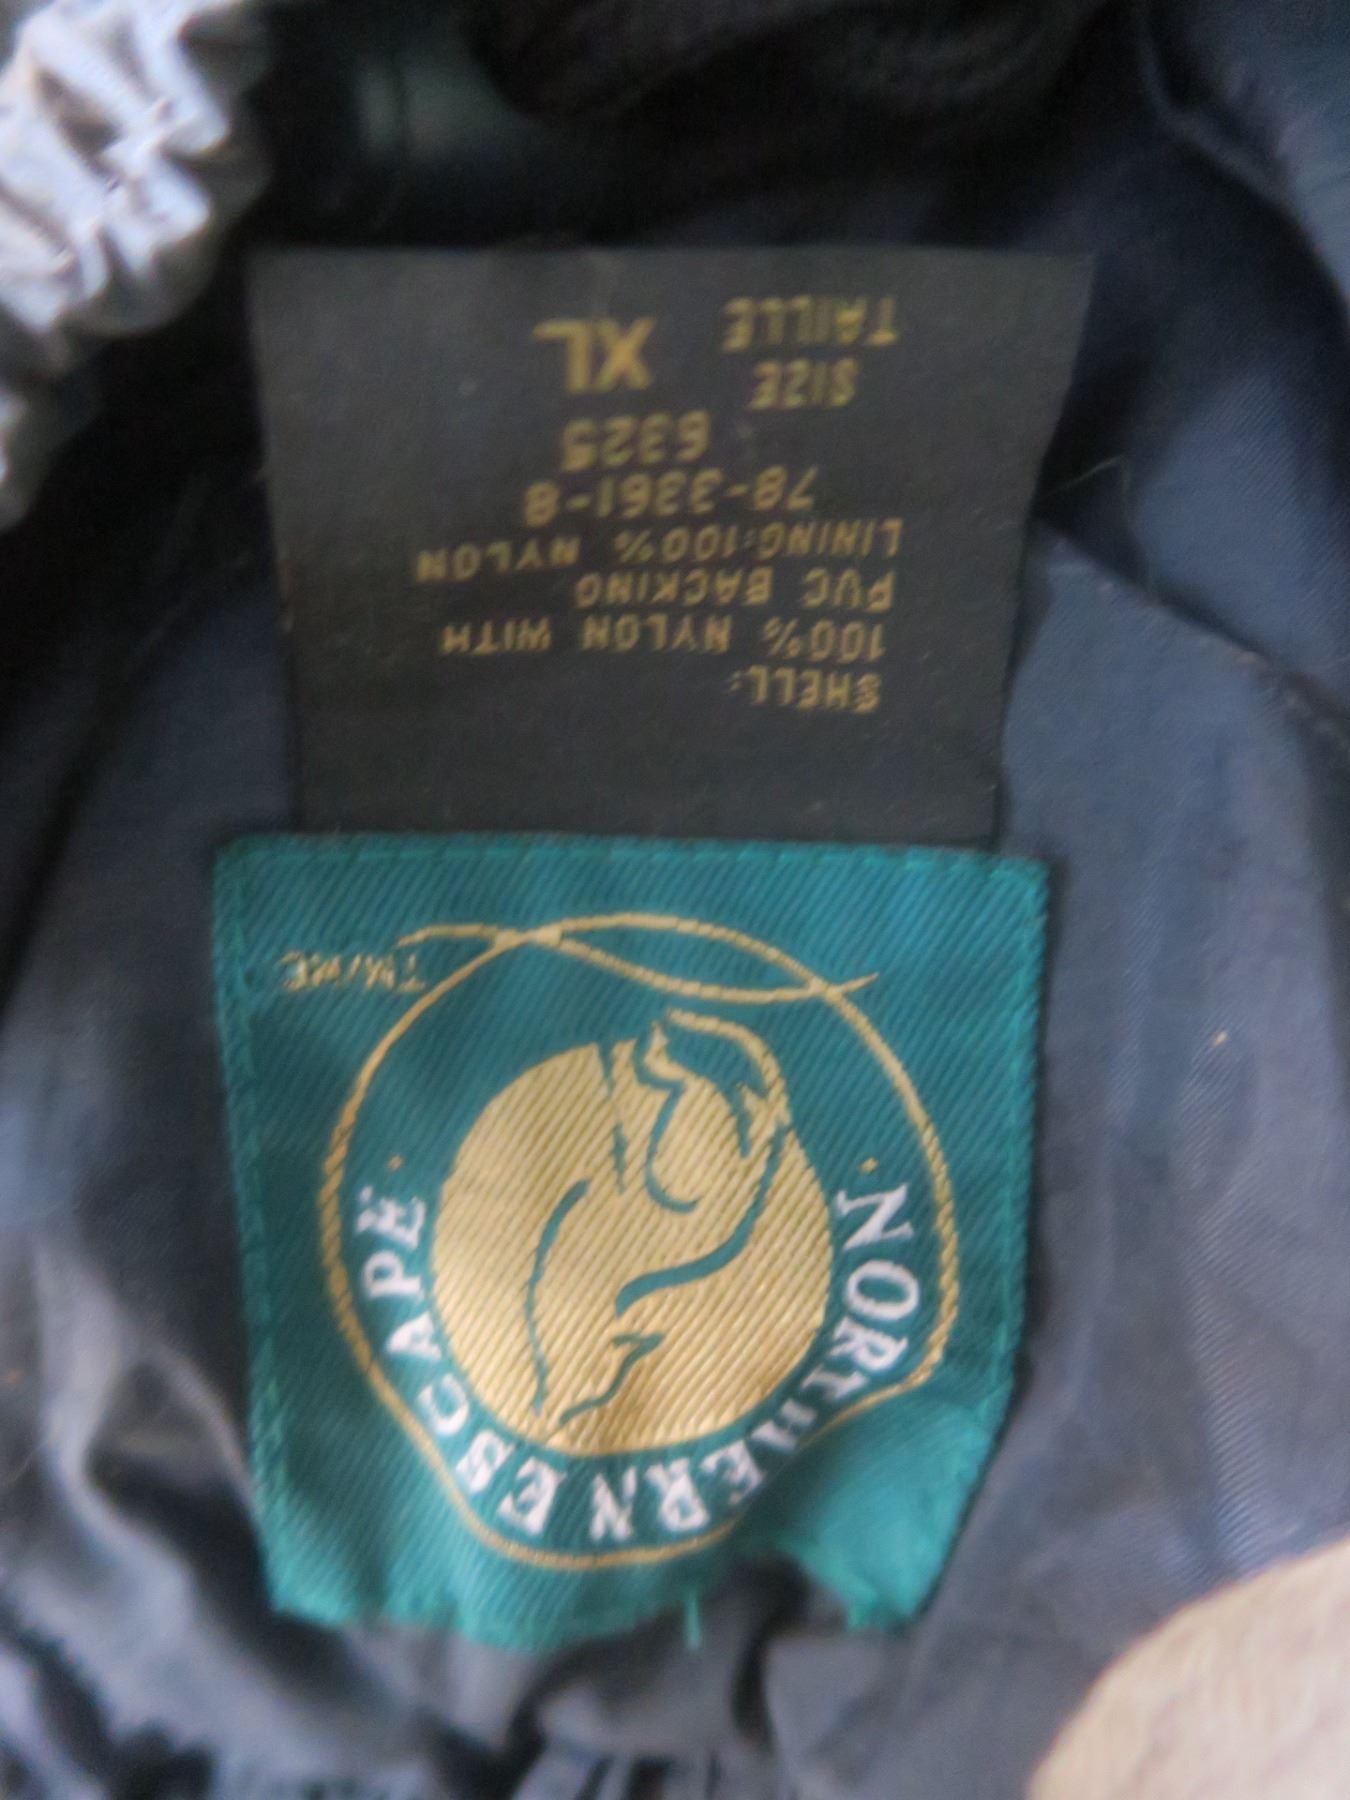 NORTHERN ESCAPE
TM/MC
SHELL:
100% NYLON WITH
PVC BACKING
LINING:100% NYLON
78-3361-8
6325
SIZE
TAILLE XL